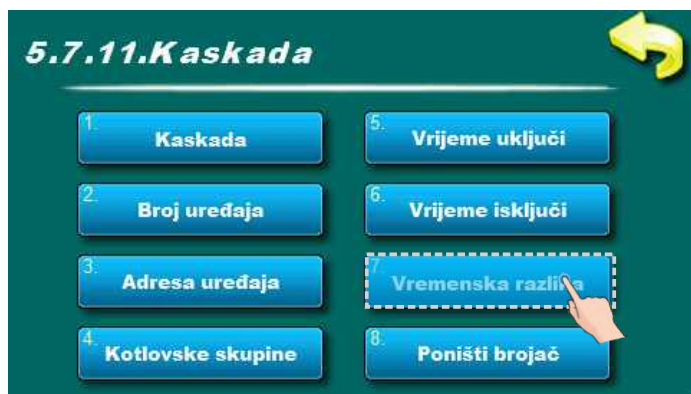 5.7.11.Kaskada
1. Kaskada
2. Broj uređaja
3. Adresa uređaja
4. Kotlovske skupine
5. Vrijeme uključi
6. Vrijeme isključi
7. Vremenska razlika
8. Poništi brojač